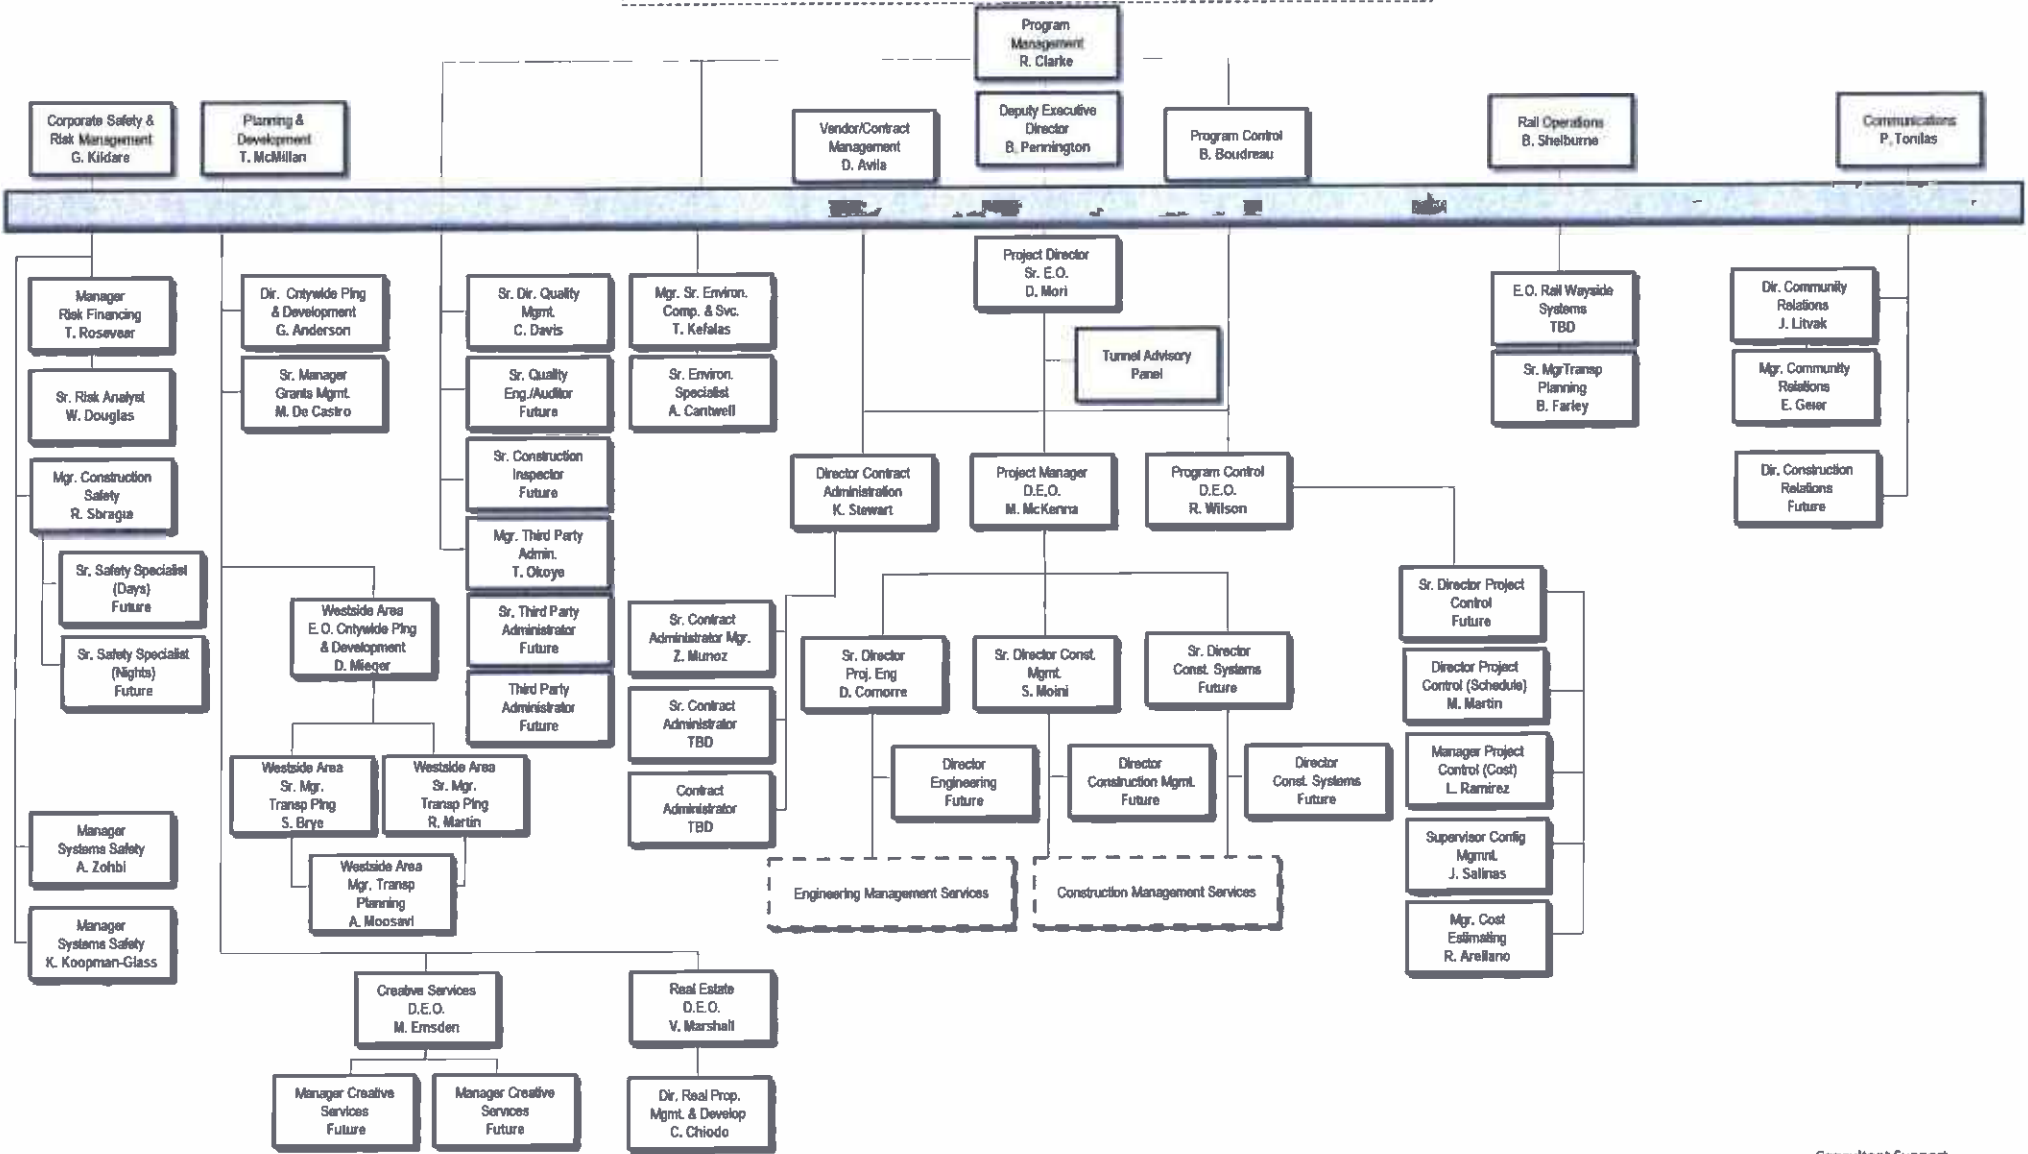 Program
Management
R. Clarke
Corporate Safety &
Risk Management
G. Kildare
Planning &
Development
T. McMillan
Vendor/Contract
Management
D. Avila
Deputy Executive
Director
B. Pennington
Program Control
B. Boudreau
Rail Operations
B. Shelburne
Communications
P. Tonilas
Project Director
Sr. E.O.
D. Mori
Tunnel Advisory
Panel
Manager
Risk Financing
T. Rosevear
Sr. Risk Analyst
W. Douglas
Mgr. Construction
Safety
R. Sbragia
Sr. Safety Specialist
(Days)
Future
Sr. Safety Specialist
(Nights)
Future
Manager
Systems Safety
A. Zohbi
Manager
Systems Safety
K. Koopman-Glass
Dir. Cntywide Plng
& Development
G. Anderson
Sr. Manager
Grants Mgmt.
M. De Castro
Westside Area
E.O. Cntywide Plng
& Development
D. Mieger
Westside Area
Sr. Mgr.
Transp Plng
S. Brye
Westside Area
Sr. Mgr.
Transp Plng
R. Martin
Westside Area
Mgr. Transp
Planning
A. Moosavi
Creative Services
D.E.O.
M. Emsden
Manager Creative
Services
Future
Manager Creative
Services
Future
Real Estate
D.E.O.
V. Marshall
Dir. Real Prop.
Mgmt. & Develop
C. Chiodo
Sr. Dir. Quality
Mgmt.
C. Davis
Sr. Quality
Eng./Auditor
Future
Sr. Construction
Inspector
Future
Mgr. Third Party
Admin.
T. Okoye
Sr. Third Party
Administrator
Future
Third Party
Administrator
Future
Mgr. Sr. Environ.
Comp. & Svc.
T. Kefalas
Sr. Environ.
Specialist
A. Cantwell
Director Contract
Administration
K. Stewart
Sr. Contract
Administrator Mgr.
Z. Munoz
Sr. Contract
Administrator
TBD
Contract
Administrator
TBD
Project Manager
D.E.O.
M. McKenna
Sr. Director
Proj. Eng
D. Comorre
Sr. Director Const.
Mgmt.
S. Moini
Sr. Director
Const. Systems
Future
Director
Engineering
Future
Director
Construction Mgmt.
Future
Director
Const. Systems
Future
Engineering Management Services
Construction Management Services
Program Control
D.E.O.
R. Wilson
Sr. Director Project
Control
Future
Director Project
Control (Schedule)
M. Martin
Manager Project
Control (Cost)
L. Ramirez
Supervisor Config
Mgmnt.
J. Salinas
Mgr. Cost
Estimating
R. Arellano
E.O. Rail Wayside
Systems
TBD
Sr. MgrTransp
Planning
B. Farley
Dir. Community
Relations
J. Litvak
Mgr. Community
Relations
E. Geier
Dir. Construction
Relations
Future
Consultant Support